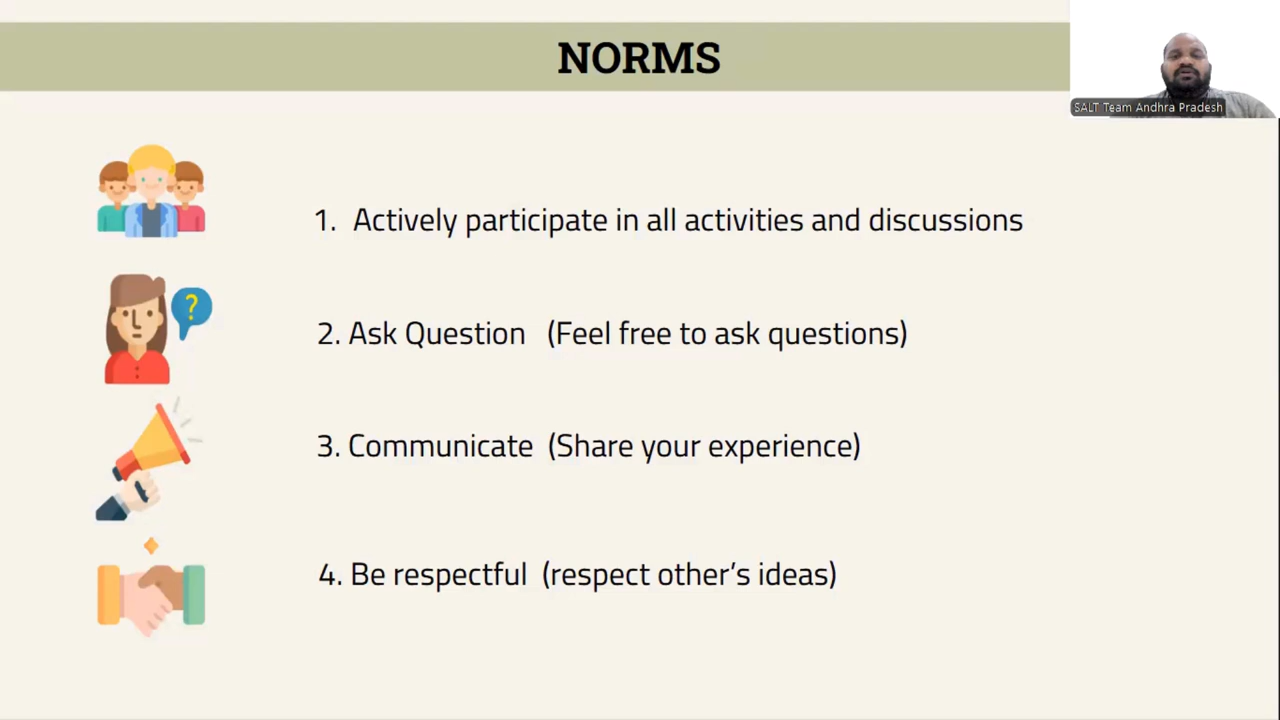 NORMS
SALT Team Andhra Pradesh
1. Actively participate in all activities and discussions
?
2. Ask Question (Feel free to ask questions)
3. Communicate (Share your experience)
4. Be respectful (respect other’s ideas)